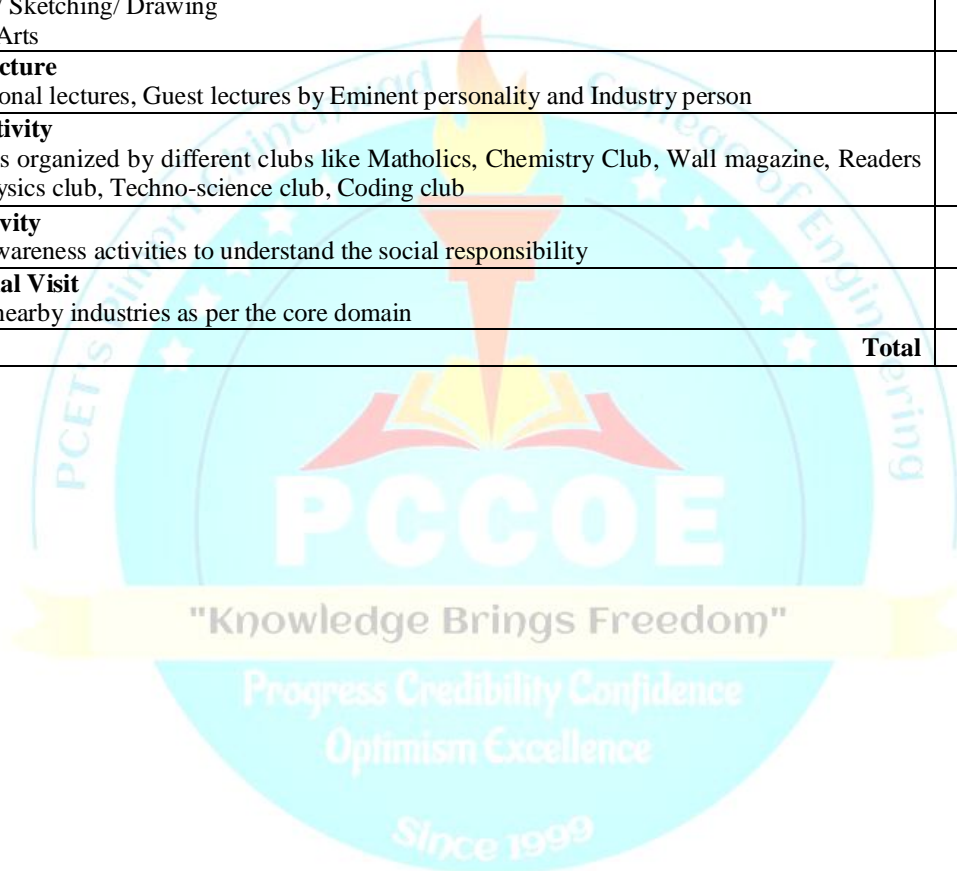 / Sketching/ Drawing
Arts
cture
onal lectures, Guest lectures by Eminent personality and Industry person
tivity
s organized by different clubs like Matholics, Chemistry Club, Wall magazine, Readers
ysics club, Techno-science club, Coding club
vity
wareness activities to understand the social responsibility
al Visit
nearby industries as per the core domain
Total
PCET's Pimpri Chinchwad College of Engineering
PCCOE
"Knowledge Brings Freedom"
Progress Credibility Confidence
Optimism Excellence
Since 1999